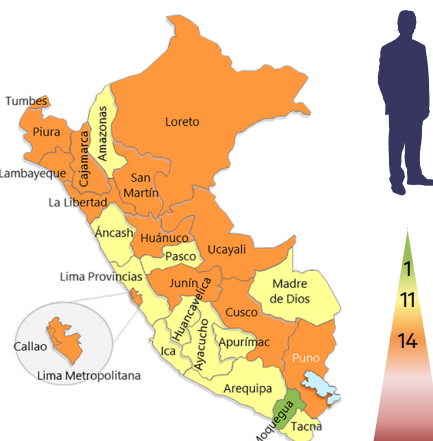 Tumbes
Piura
Lambayeque
Cajamarca
Amazonas
Loreto
San
Martín
La Libertad
Áncash
Huánuco
Ucayali
Pasco
Lima Provincias
Junín
Madre
de Dios
Huancavelica
Cusco
Callao
Lima Metropolitana
Ica
Ayacucho
Apurímac
Puno
Arequipa
Moquegua
Tacna
1
11
14